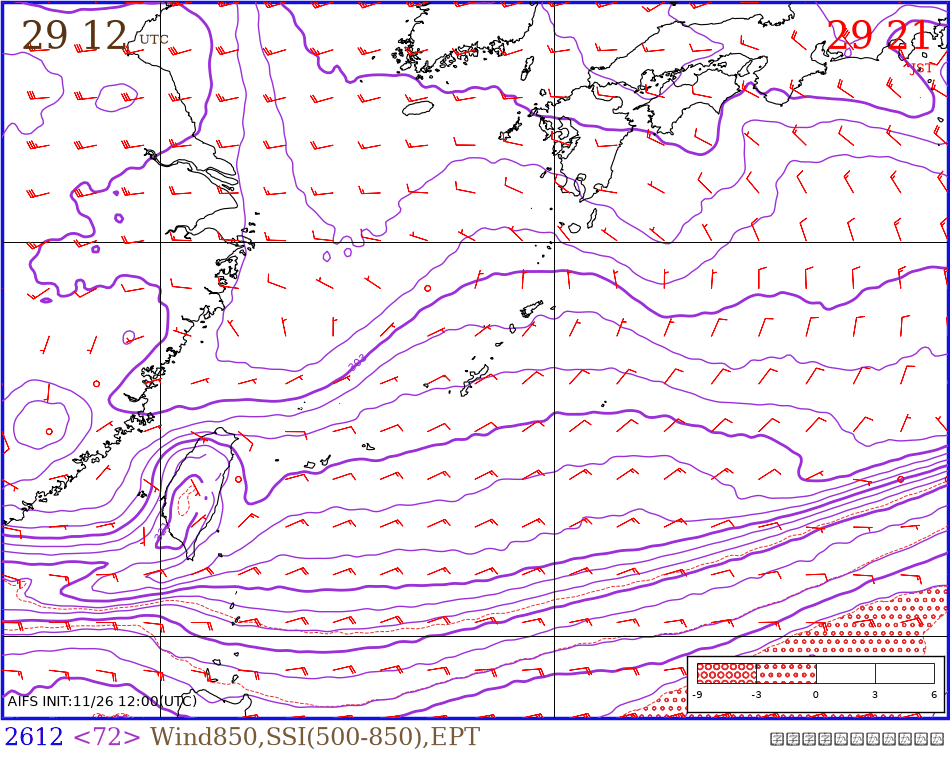 29 12 UTC
29 21 JST
303
AIFS INIT:11/26 12:00(UTC)
-9 -3 0 3 6
2612 <72> Wind850,SSI(500-850),EPT